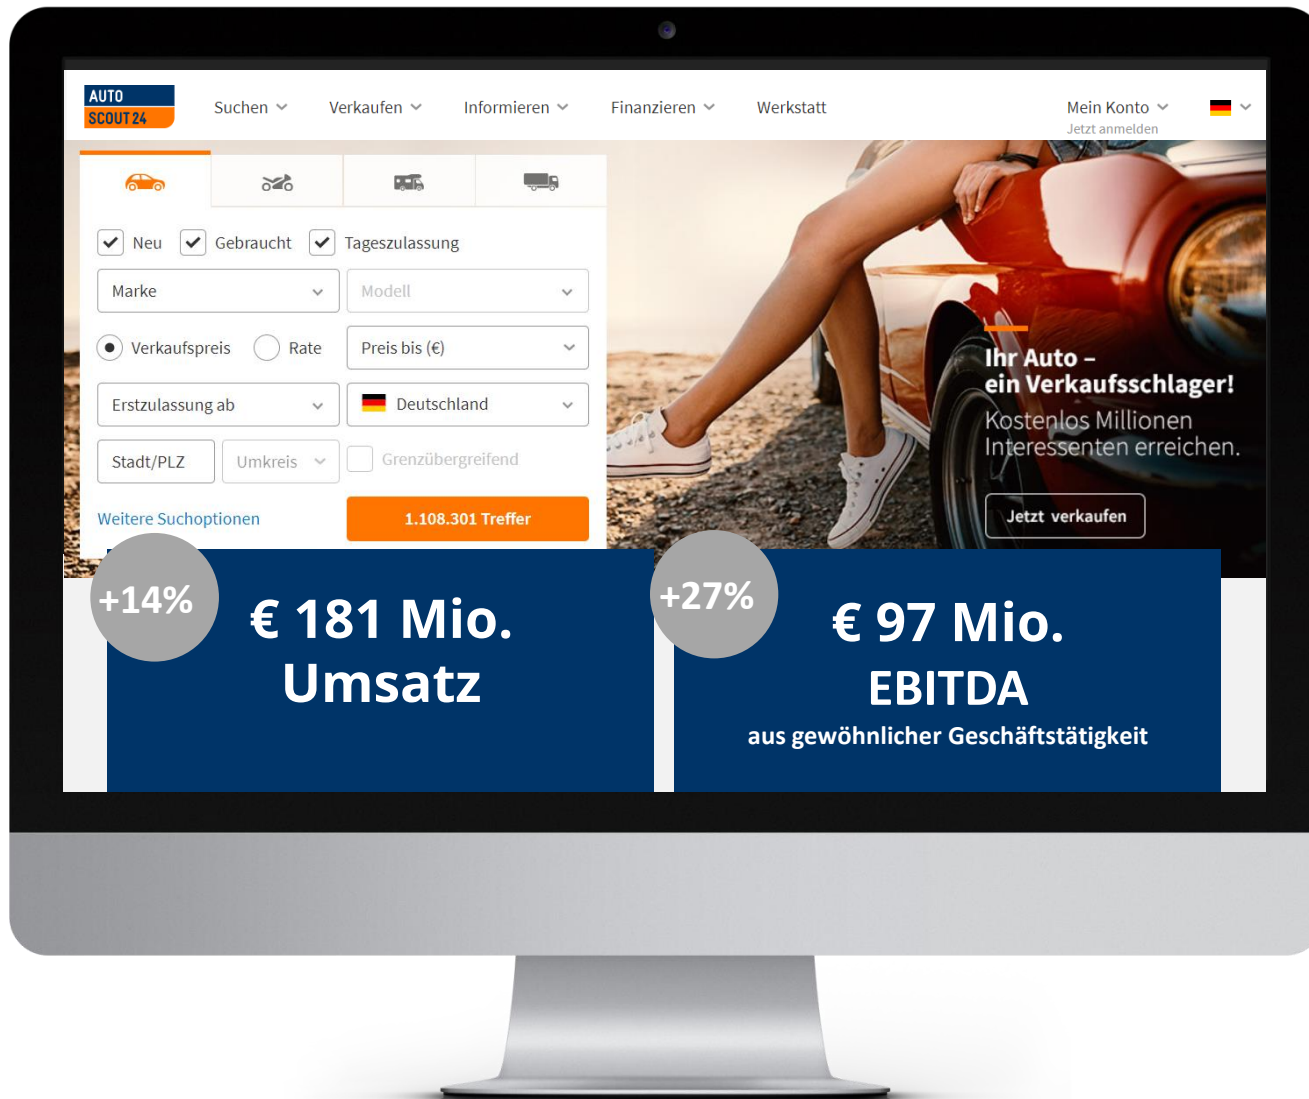 AUTO
SCOUT 24
Suchen
Verkaufen
Informieren
Finanzieren
Werkstatt
Mein Konto
Jetzt anmelden
Neu
Gebraucht
Tageszulassung
Marke
Modell
Verkaufspreis
Rate
Preis bis (€)
Erstzulassung ab
Deutschland
Stadt/PLZ
Umkreis
Grenzübergreifend
Weitere Suchoptionen
1.108.301 Treffer
Ihr Auto –
ein Verkaufsschlager!
Kostenlos Millionen
Interessenten erreichen.
Jetzt verkaufen
+14%
€ 181 Mio.
Umsatz
+27%
€ 97 Mio.
EBITDA
aus gewöhnlicher Geschäftstätigkeit